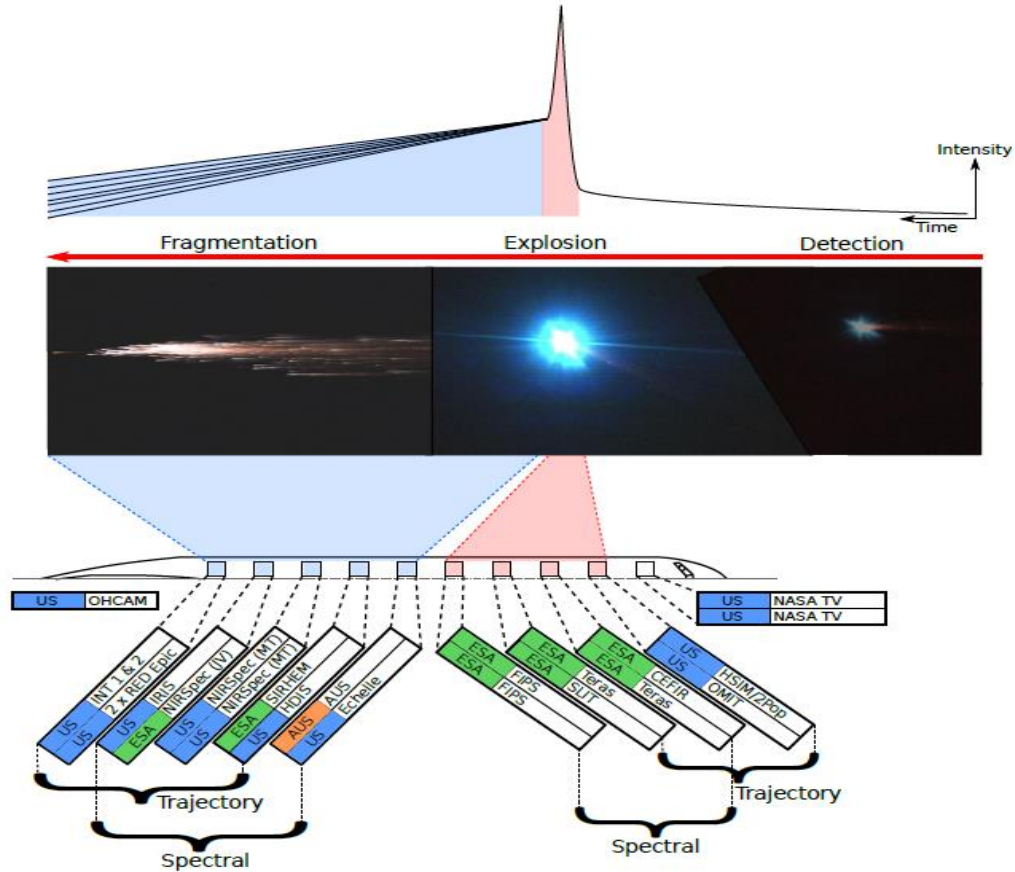 Intensity
Time
Fragmentation
Explosion
Detection
US OHCAM
US NASA TV
US NASA TV
US INT 1 & 2
US 2 x RED Epic
US IRIS
ESA NIRSpec (IV)
US NIRSpec (MT)
US NIRSpec (MT)
ESA SIRHEM
US HDIS
AUS AUS
US Echelle
ESA FIPS
ESA FIPS
ESA Teras
ESA SLIT
ESA CEFIR
ESA Teras
US HSIM/2Pop
US OMIT
Trajectory
Spectral
Trajectory
Spectral